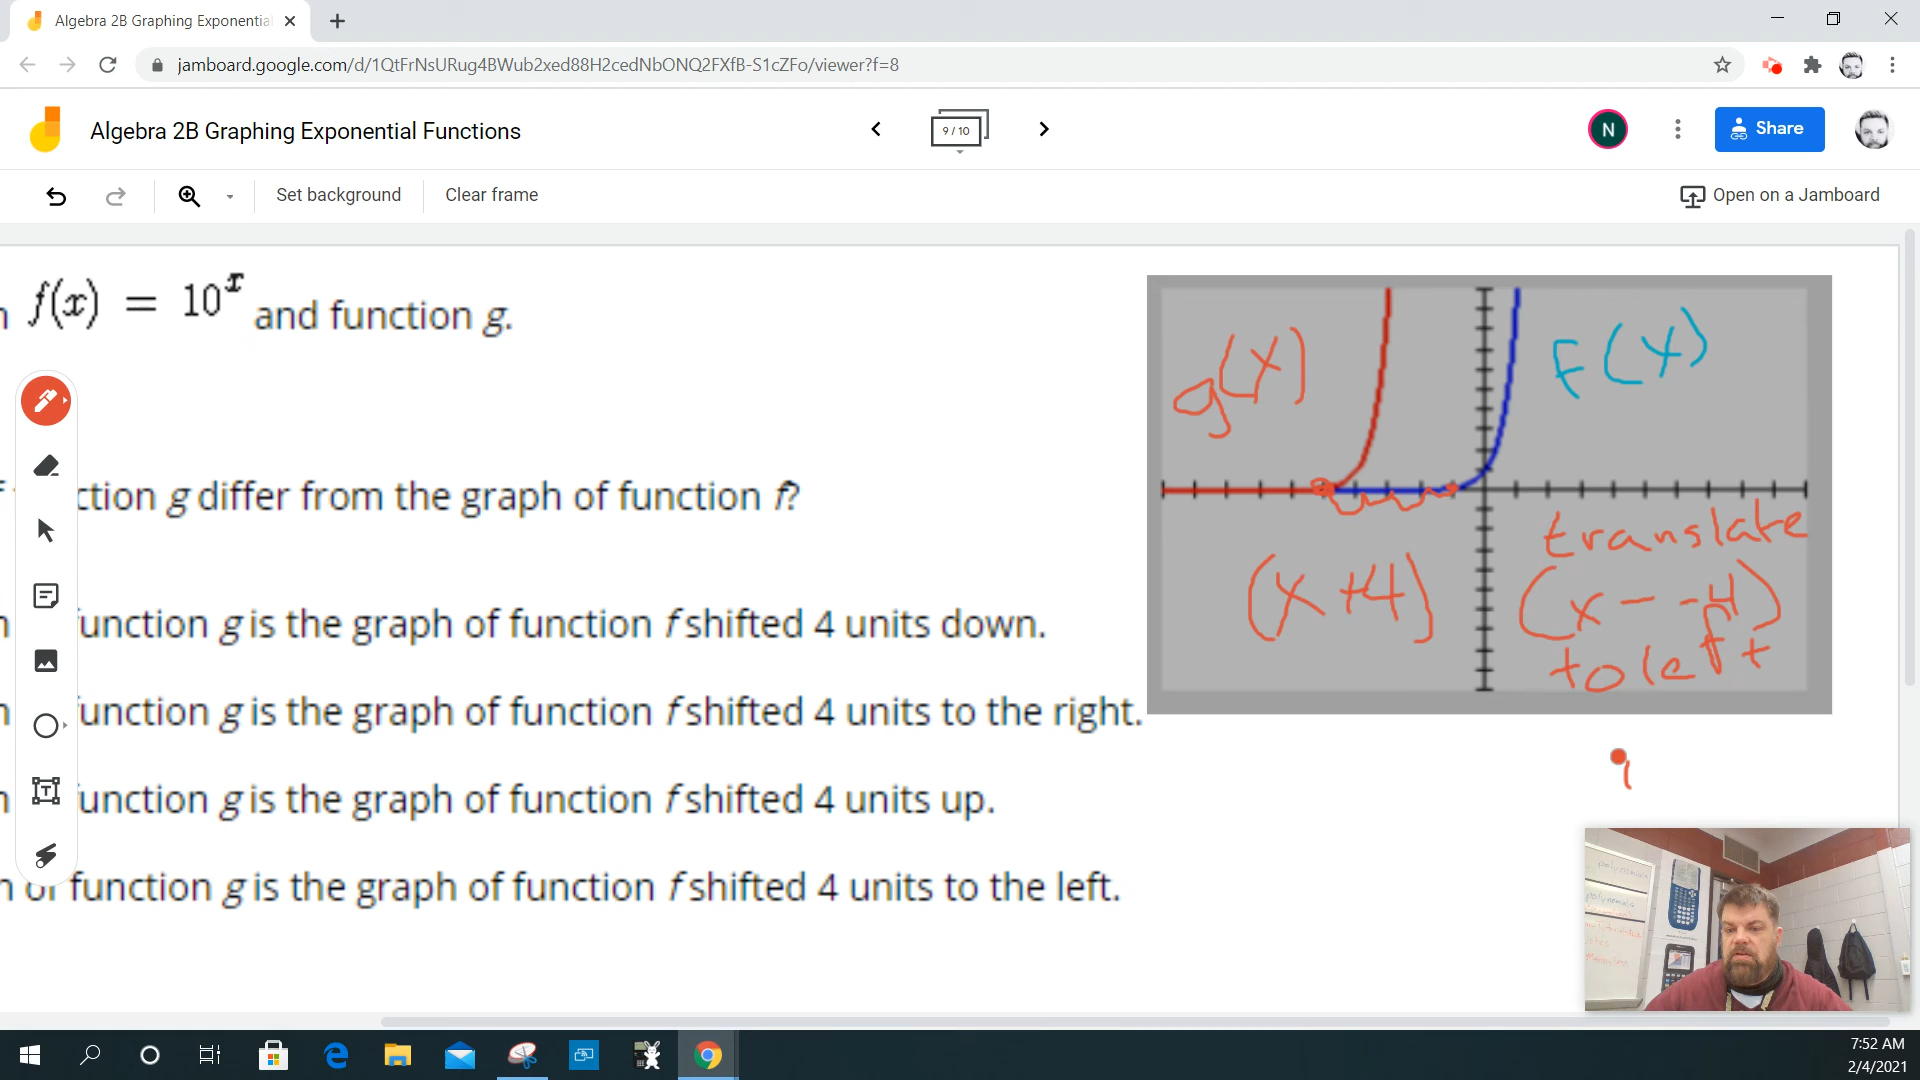 Algebra 2B Graphing Exponential
jamboard.google.com/d/1QtFrNsURug4BWub2xed88H2cedNbONQ2FXfB-S1cZFo/viewer?f=8
Algebra 2B Graphing Exponential Functions
9 / 10
N
Share
Set background
Clear frame
Open on a Jamboard
f(x) = 10^x and function g.
g(x)
F(x)
ction g differ from the graph of function f?
translate
(x +4)
(x - -4)
to left
unction g is the graph of function f shifted 4 units down.
unction g is the graph of function f shifted 4 units to the right.
unction g is the graph of function f shifted 4 units up.
function g is the graph of function f shifted 4 units to the left.
7:52 AM
2/4/2021